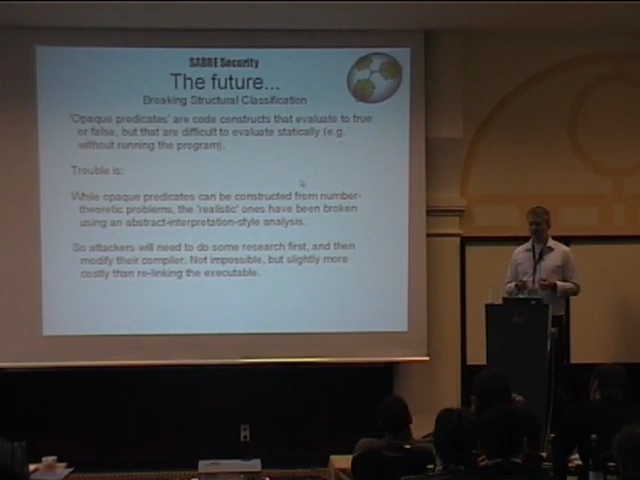 SABRE Security
The future...
Breaking Structural Classification
'Opaque predicates' are code constructs that evaluate to true
or false, but that are difficult to evaluate statically (e.g.
without running the program).
Trouble is:
While opaque predicates can be constructed from number-
theoretic problems, the 'realistic' ones have been broken
using an abstract-interpretation-style analysis.
So attackers will need to do some research first, and then
modify their compiler. Not impossible, but slightly more
costly than re-linking the executable.